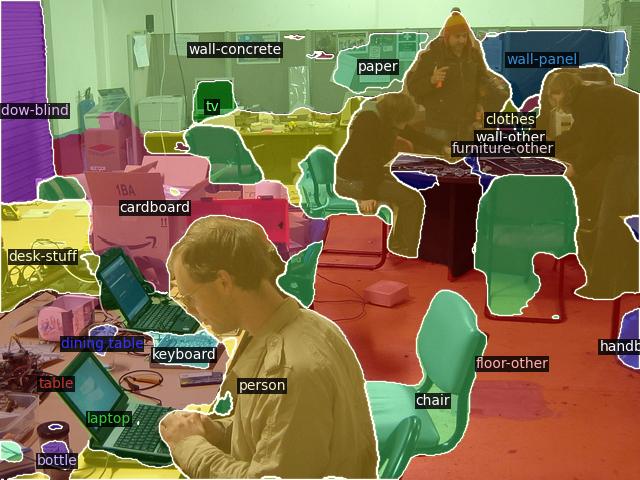 wall-concrete
paper
wall-panel
dow-blind
tv
clothes
wall-other
furniture-other
1BA
cardboard
desk-stuff
dining table
keyboard
handb
floor-other
table
person
chair
laptop
bottle